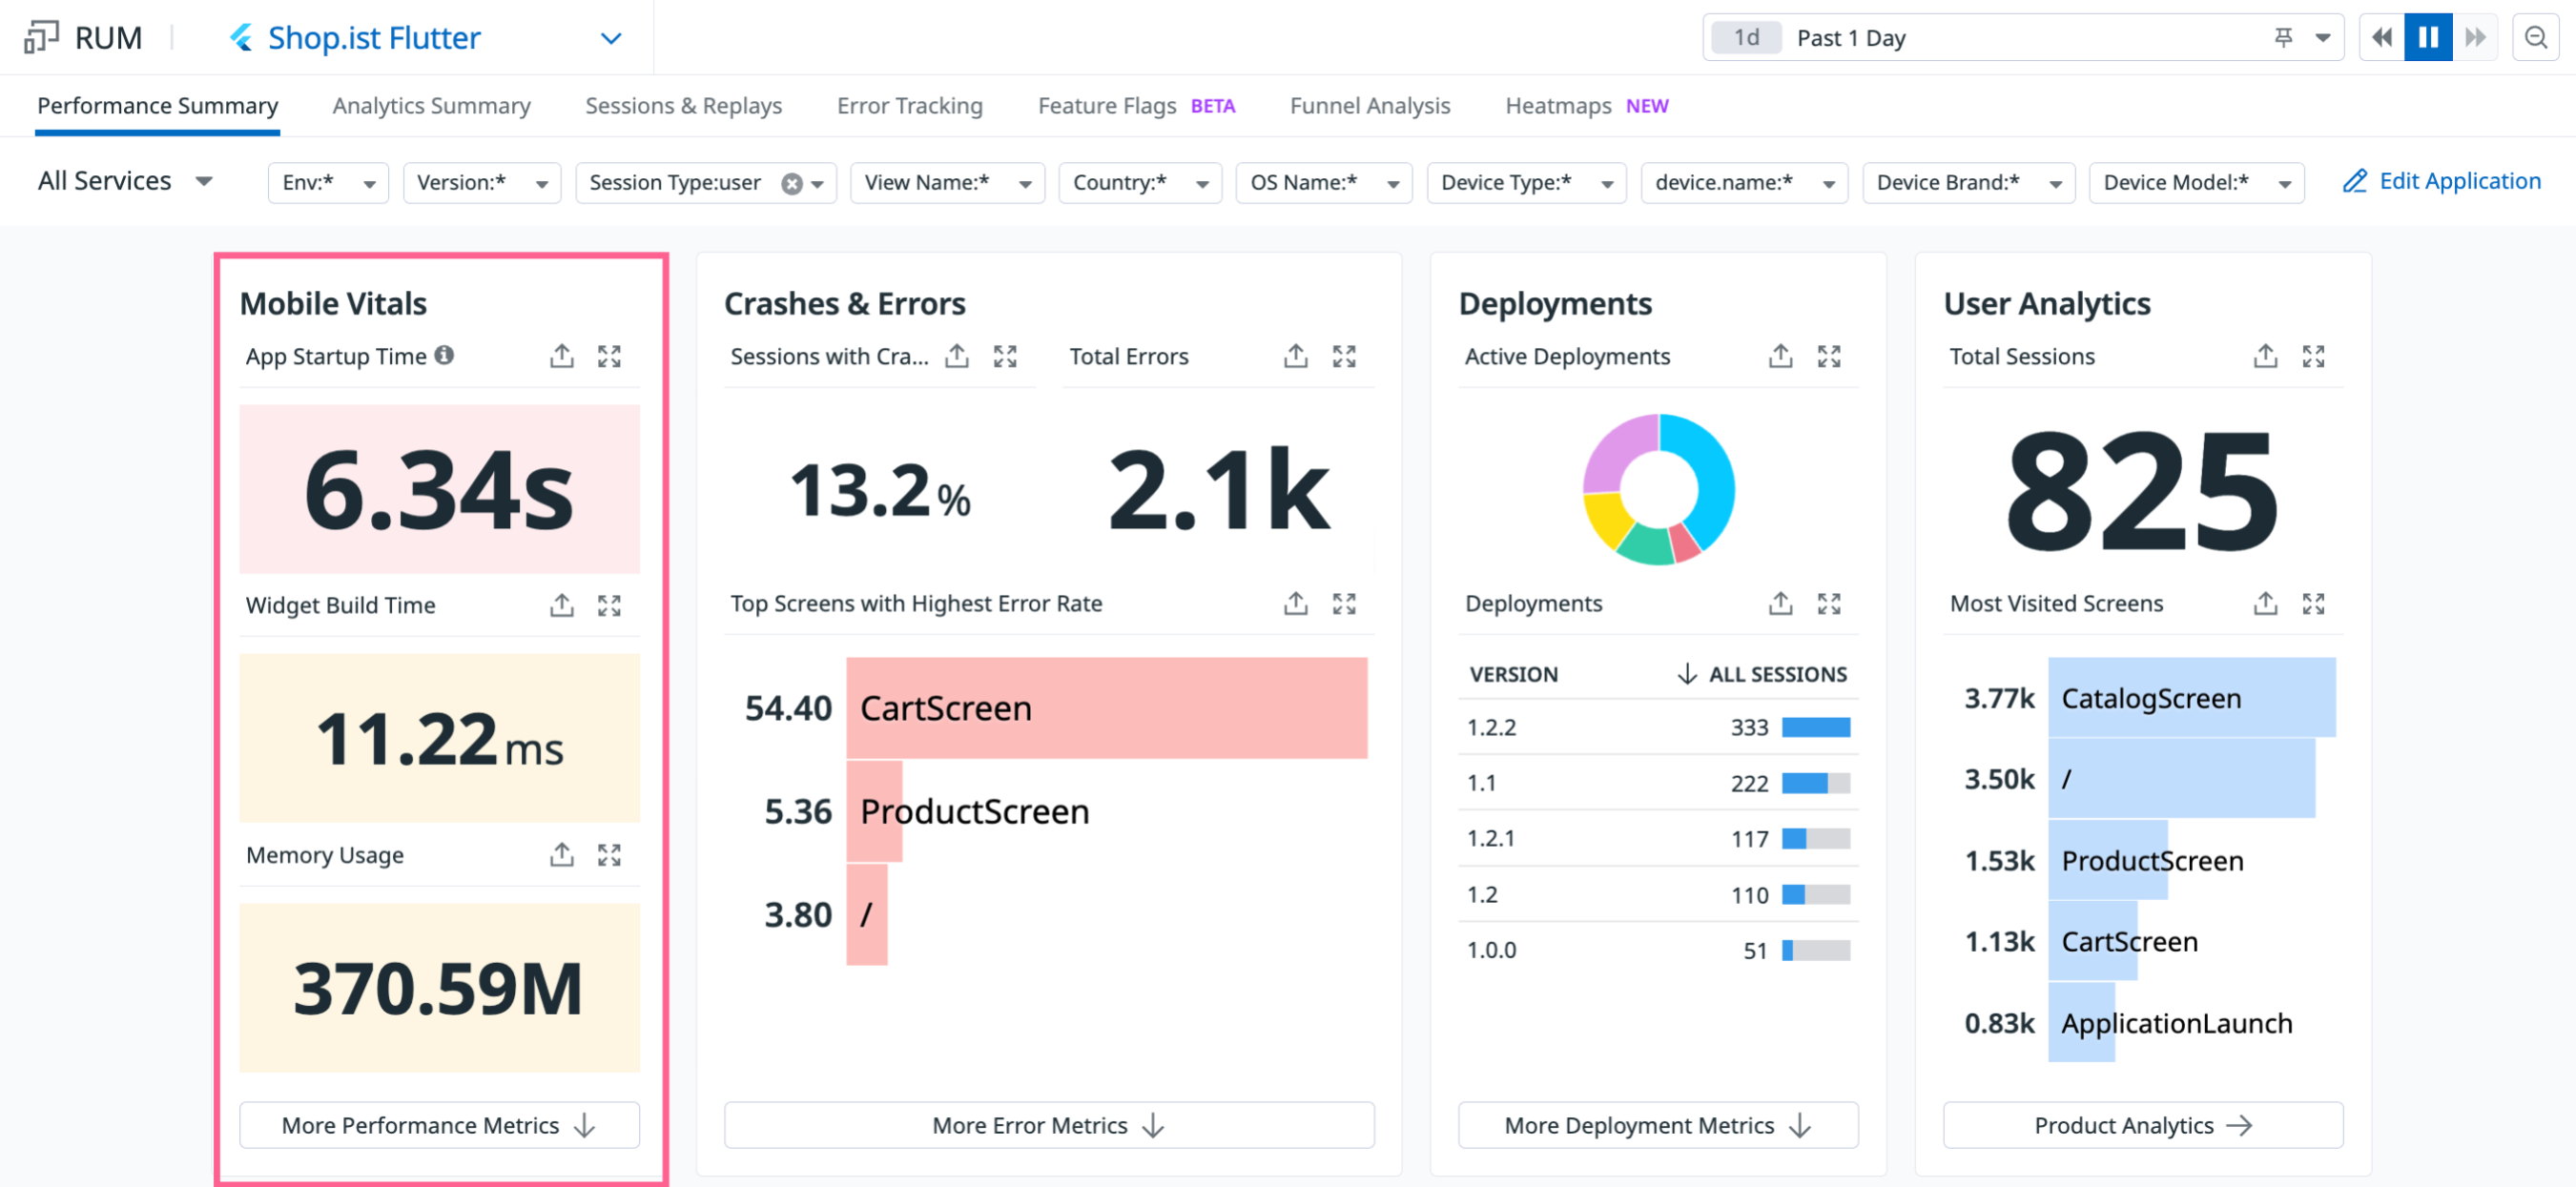 RUM
Shop.ist Flutter
1d Past 1 Day
Performance Summary Analytics Summary Sessions & Replays Error Tracking Feature Flags BETA Funnel Analysis Heatmaps NEW
All Services Env:* Version:* Session Type:user View Name:* Country:* OS Name:* Device Type:* device.name:* Device Brand:* Device Model:* Edit Application
Mobile Vitals
App Startup Time
6.34s
Widget Build Time
11.22 ms
Memory Usage
370.59M
More Performance Metrics
Crashes & Errors
Sessions with Cra...
13.2 %
Total Errors
2.1k
Top Screens with Highest Error Rate
54.40 CartScreen
5.36 ProductScreen
3.80 /
More Error Metrics
Deployments
Active Deployments
Deployments
VERSION ALL SESSIONS
1.2.2 333
1.1 222
1.2.1 117
1.2 110
1.0.0 51
More Deployment Metrics
User Analytics
Total Sessions
825
Most Visited Screens
3.77k CatalogScreen
3.50k /
1.53k ProductScreen
1.13k CartScreen
0.83k ApplicationLaunch
Product Analytics